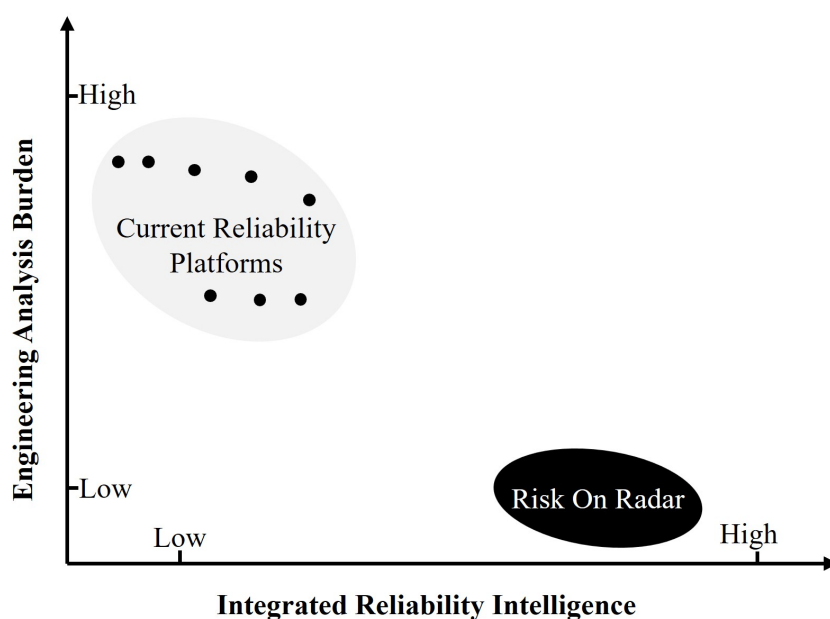 High
Engineering Analysis Burden
Current Reliability
Platforms
Low
Risk On Radar
Low
High
Integrated Reliability Intelligence